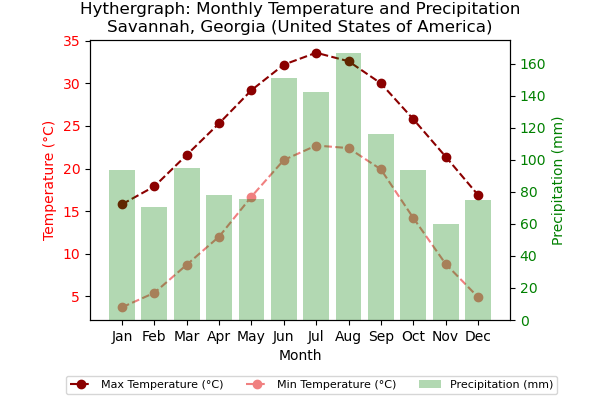 Hythergraph: Monthly Temperature and Precipitation
Savannah, Georgia (United States of America)
35
30
25
20
15
10
5
Temperature (°C)
160
140
120
100
80
60
40
20
0
Precipitation (mm)
Jan Feb Mar Apr May Jun Jul Aug Sep Oct Nov Dec
Month
Max Temperature (°C) Min Temperature (°C) Precipitation (mm)